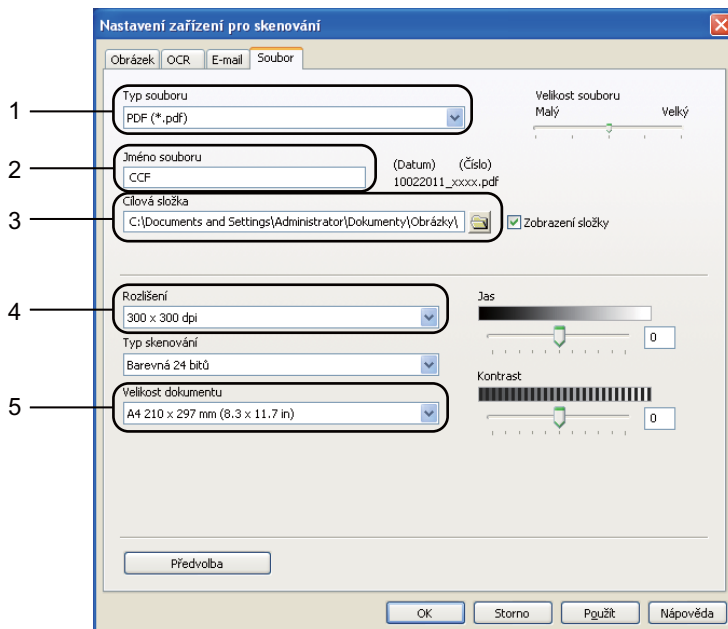 Nastavení zařízení pro skenování
Obrázek OCR E-mail Soubor
1
Typ souboru
PDF (*.pdf)
Velikost souboru
Malý Velký
2
Jméno souboru
CCF
(Datum) (Číslo)
10022011_xxxx.pdf
3
Cílová složka
C:\Documents and Settings\Administrator\Dokumenty\Obrázky\
Zobrazení složky
4
Rozlišení
300 x 300 dpi
Typ skenování
Barevná 24 bitů
5
Velikost dokumentu
A4 210 x 297 mm (8.3 x 11.7 in)
Jas
0
Kontrast
0
Předvolba
OK Storno Použít Nápověda